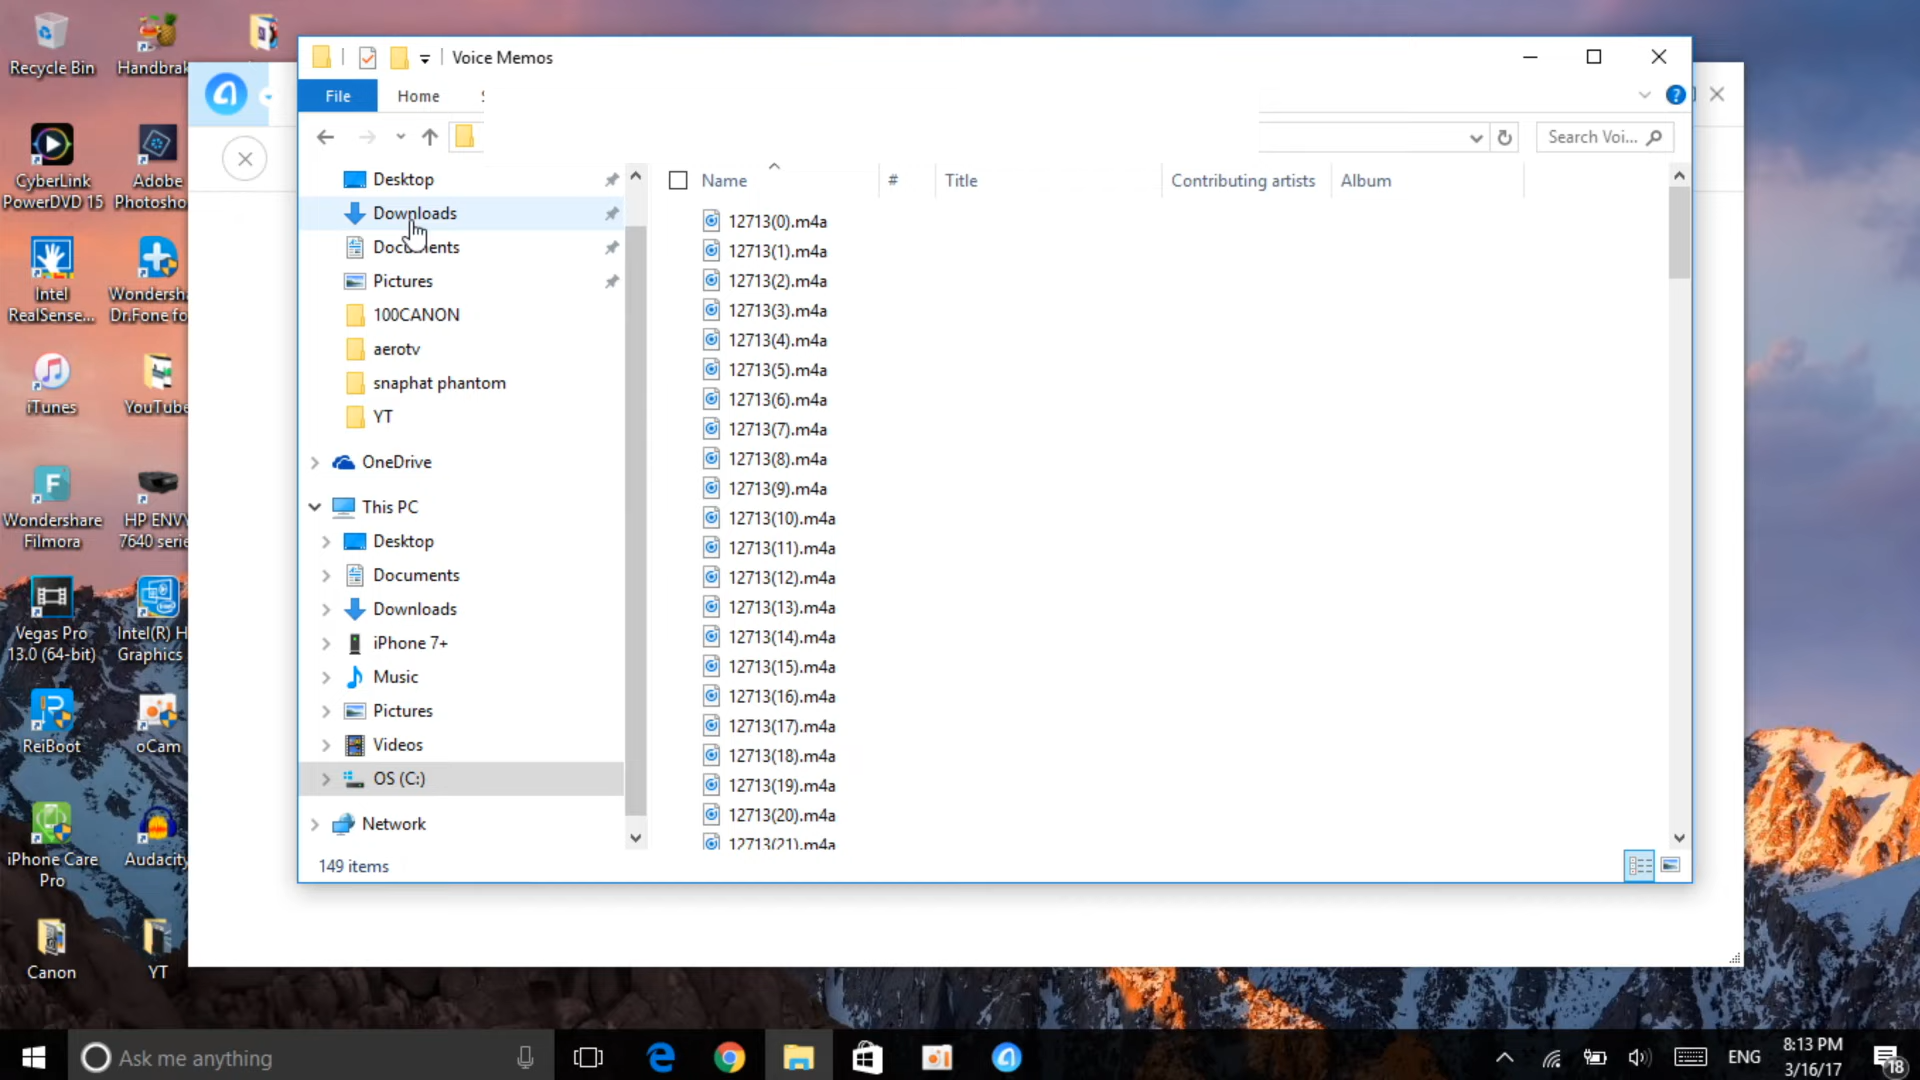 Recycle Bin
Handbrak
CyberLink
PowerDVD 15
Adobe
Photosho
Intel
RealSense...
Wondersh
Dr.Fone fo
iTunes
YouTube
Wondershare
Filmora
HP ENVY
7640 serie
Vegas Pro
13.0 (64-bit)
Intel(R) H
Graphics
ReiBoot
oCam
iPhone Care
Pro
Audacity
Canon
YT
Voice Memos
File
Home
Search Voi...
Desktop
Downloads
Documents
Pictures
100CANON
aerotv
snaphat phantom
YT
OneDrive
This PC
Desktop
Documents
Downloads
iPhone 7+
Music
Pictures
Videos
OS (C:)
Network
149 items
Name
#
Title
Contributing artists
Album
12713(0).m4a
12713(1).m4a
12713(2).m4a
12713(3).m4a
12713(4).m4a
12713(5).m4a
12713(6).m4a
12713(7).m4a
12713(8).m4a
12713(9).m4a
12713(10).m4a
12713(11).m4a
12713(12).m4a
12713(13).m4a
12713(14).m4a
12713(15).m4a
12713(16).m4a
12713(17).m4a
12713(18).m4a
12713(19).m4a
12713(20).m4a
12713(21).m4a
Ask me anything
ENG
8:13 PM
3/16/17
18